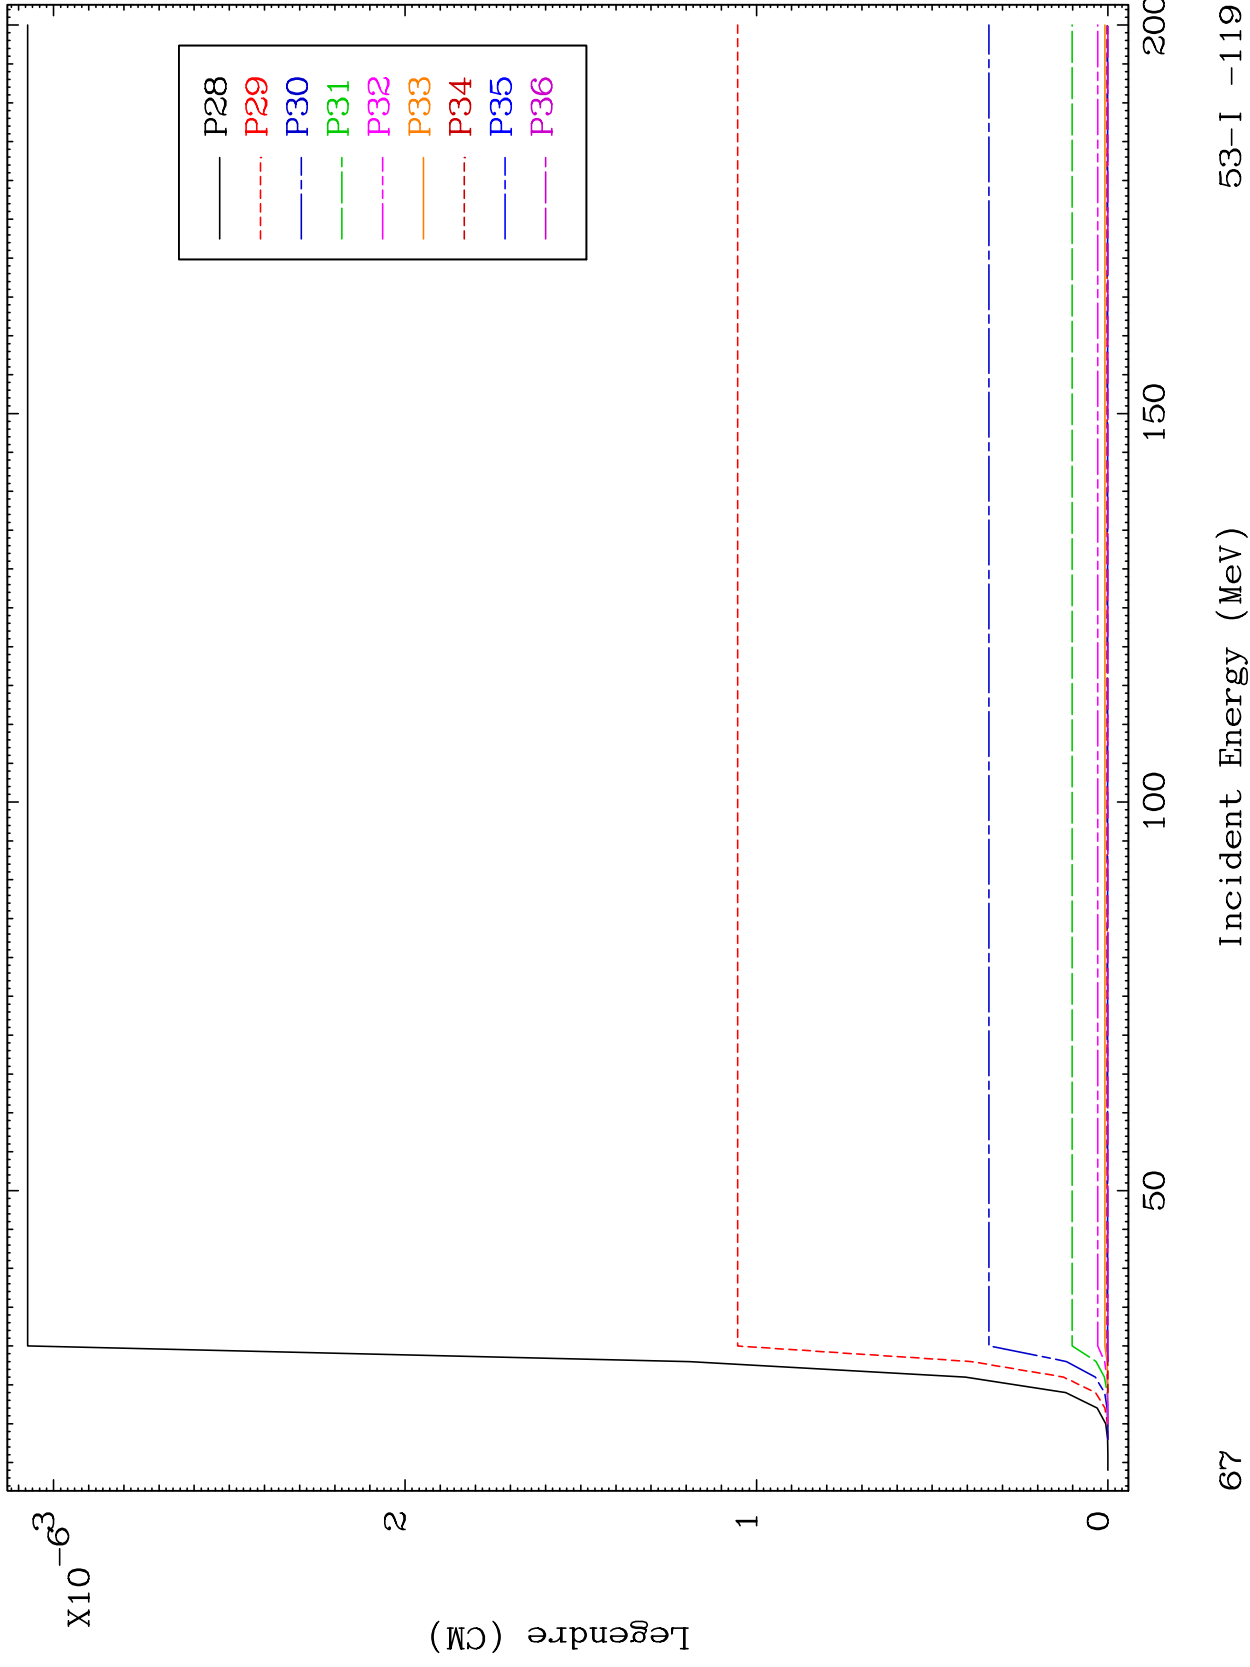 X10
-6
3
2
1
0
Legendre (CM)
P28
P29
P30
P31
P32
P33
P34
P35
P36
50
100
150
200
67
Incident Energy (MeV)
53-I -119